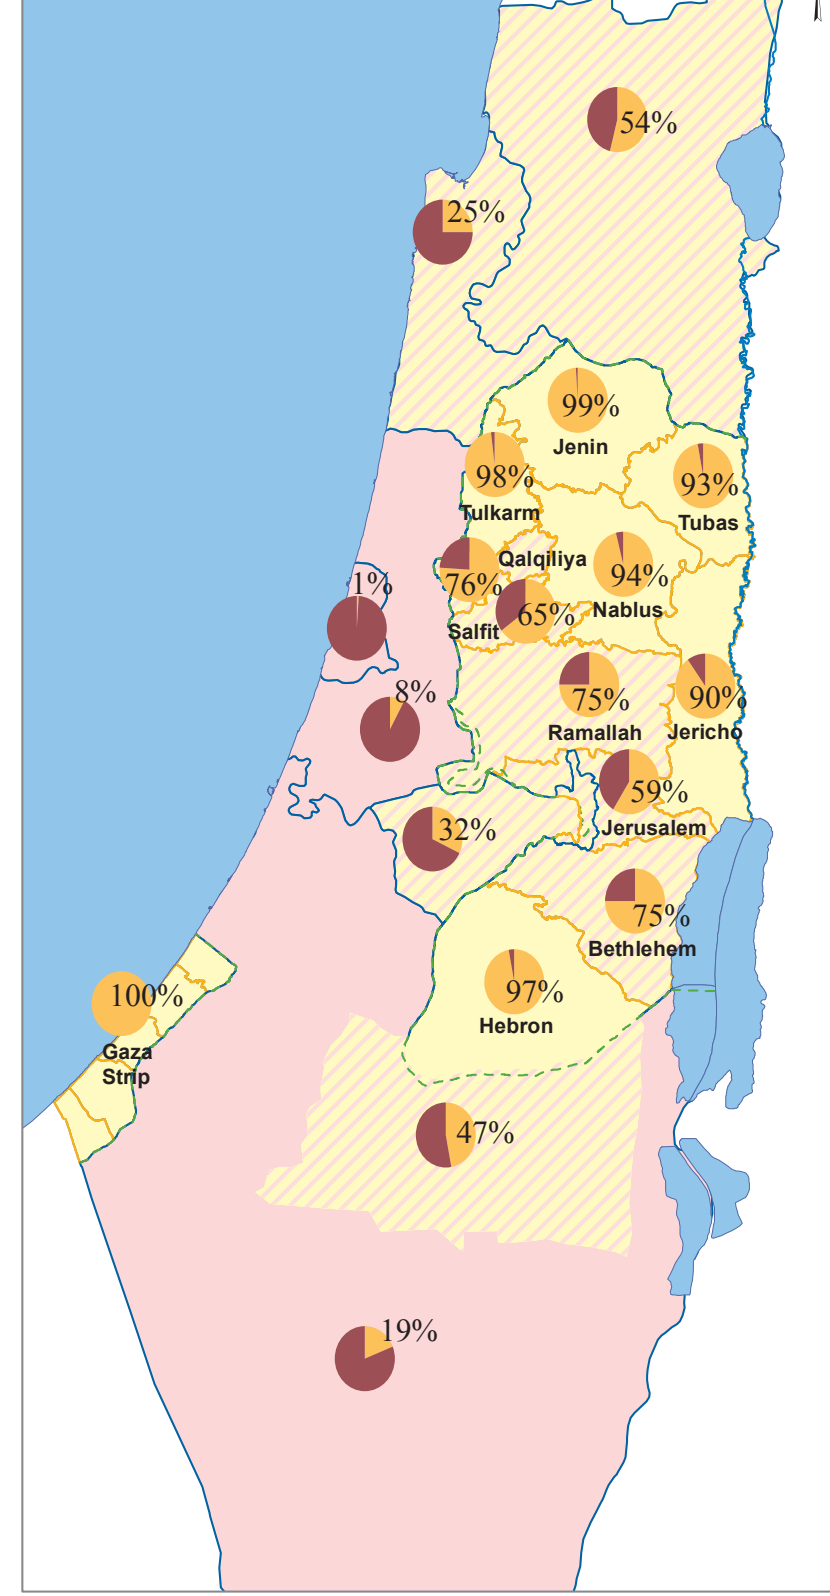 54%
25%
99%
Jenin
98%
Tulkarm
93%
Tubas
Qalqiliya
76%
94%
Nablus
1%
65%
Salfit
8%
75%
Ramallah
90%
Jericho
59%
Jerusalem
32%
75%
Bethlehem
97%
Hebron
100%
Gaza
Strip
47%
19%